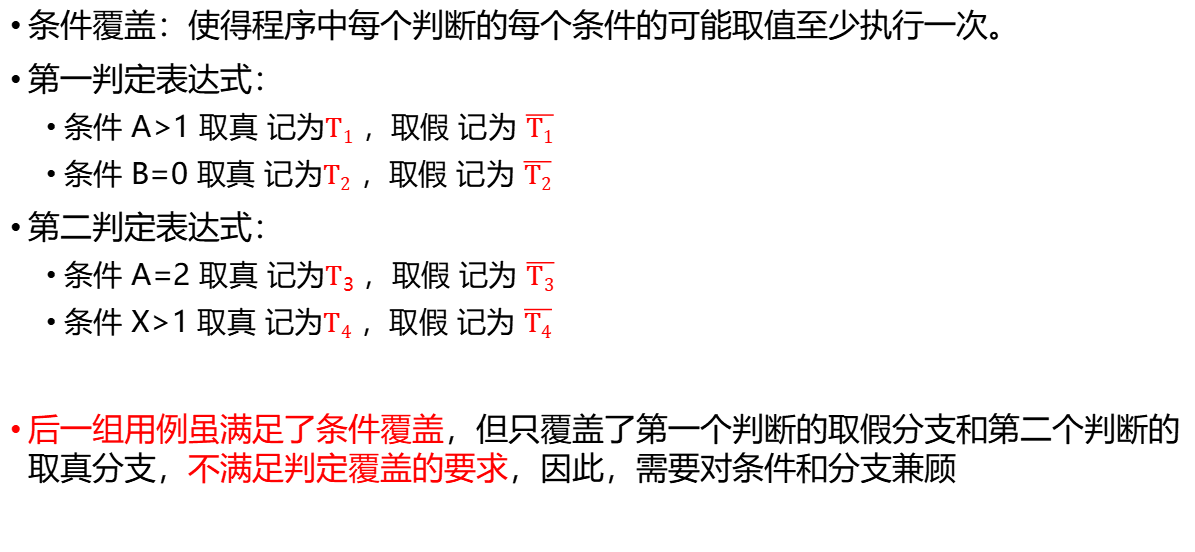 • 条件覆盖：使得程序中每个判断的每个条件的可能取值至少执行一次。
• 第一判定表达式：
• 条件 A>1 取真 记为T₁ ，取假 记为 T̅₁
• 条件 B=0 取真 记为T₂ ，取假 记为 T̅₂
• 第二判定表达式：
• 条件 A=2 取真 记为T₃ ，取假 记为 T̅₃
• 条件 X>1 取真 记为T₄ ，取假 记为 T̅₄
• 后一组用例虽满足了条件覆盖，但只覆盖了第一个判断的取假分支和第二个判断的
取真分支，不满足判定覆盖的要求，因此，需要对条件和分支兼顾